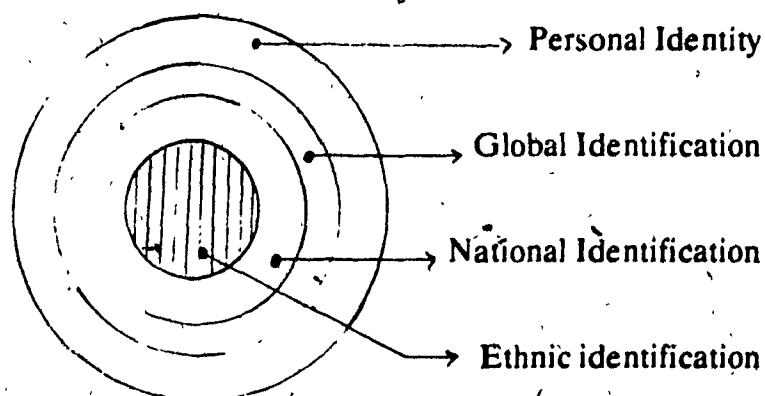 Personal Identity
Global Identification
National Identification
Ethnic identification